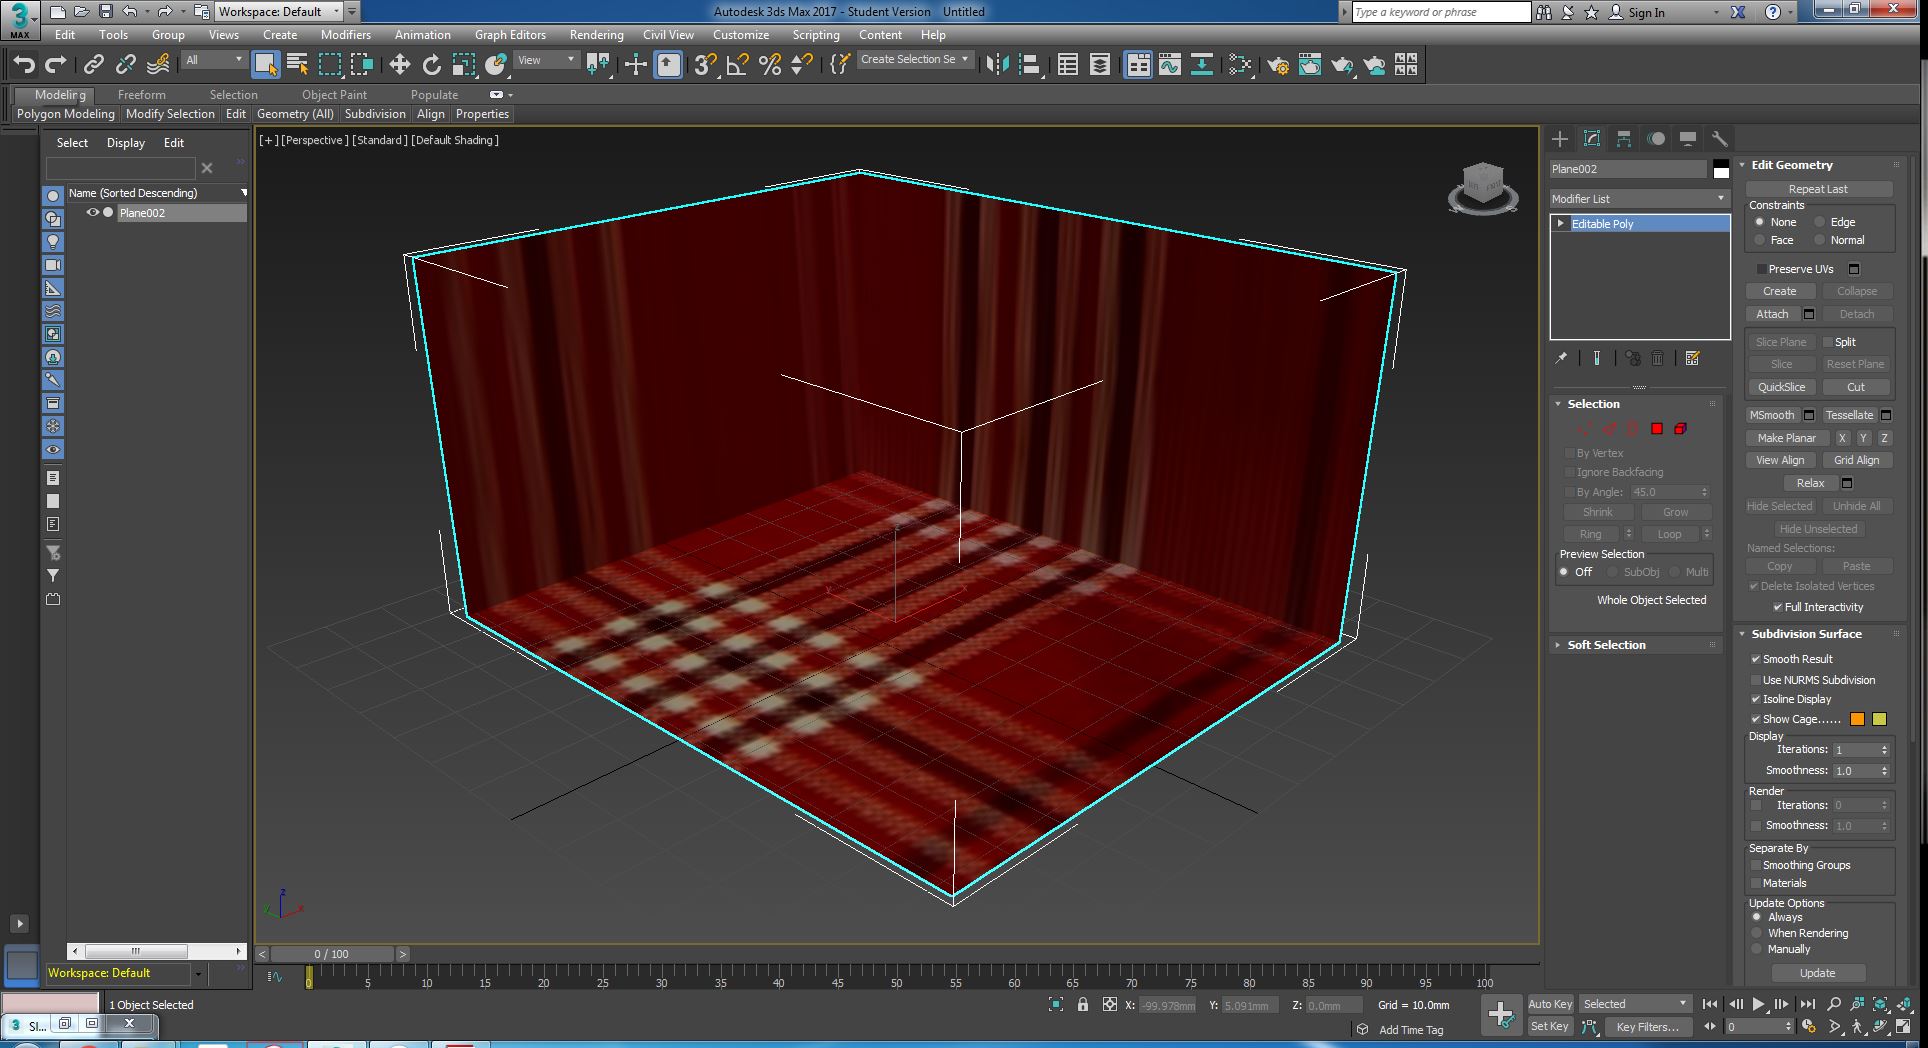 3 MAX Workspace: Default Autodesk 3ds Max 2017 - Student Version Untitled Type a keyword or phrase Sign In
Edit Tools Group Views Create Modifiers Animation Graph Editors Rendering Civil View Customize Scripting Content Help
All View 3 Create Selection Se
Modeling Freeform Selection Object Paint Populate
Polygon Modeling Modify Selection Edit Geometry (All) Subdivision Align Properties
Select Display Edit
Name (Sorted Descending)
Plane002
[+] [Perspective] [Standard] [Default Shading]
z
y
x
Workspace: Default
0 / 100
0 5 10 15 20 25 30 35 40 45 50 55 60 65 70 75 80 85 90 95 100
1 Object Selected
X: -99.978mm Y: 5.091mm Z: 0.0mm Grid = 10.0mm
Add Time Tag
Auto Key Selected
Set Key Key Filters... 0
3 Sl...
Plane002
Modifier List
Editable Poly
Selection
By Vertex
Ignore Backfacing
By Angle: 45.0
Shrink Grow
Ring Loop
Preview Selection
Off SubObj Multi
Whole Object Selected
Soft Selection
Edit Geometry
Repeat Last
Constraints
None Edge
Face Normal
Preserve UVs
Create Collapse
Attach Detach
Slice Plane Split
Slice Reset Plane
QuickSlice Cut
MSmooth Tessellate
Make Planar X Y Z
View Align Grid Align
Relax
Hide Selected Unhide All
Hide Unselected
Named Selections:
Copy Paste
Delete Isolated Vertices
Full Interactivity
Subdivision Surface
Smooth Result
Use NURMS Subdivision
Isoline Display
Show Cage......
Display
Iterations: 1
Smoothness: 1.0
Render
Iterations: 0
Smoothness: 1.0
Separate By
Smoothing Groups
Materials
Update Options
Always
When Rendering
Manually
Update